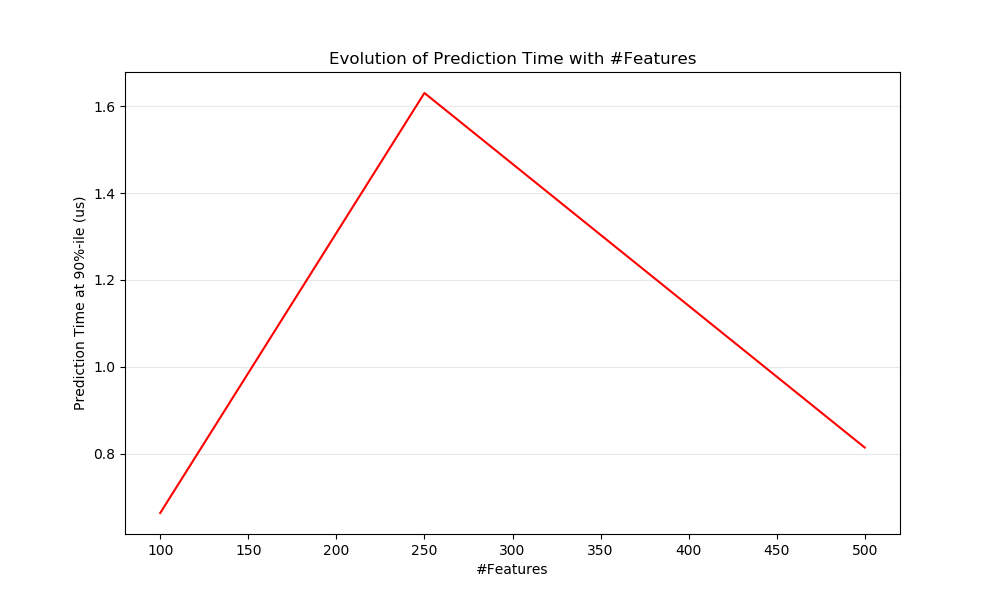 Evolution of Prediction Time with #Features
Prediction Time at 90%-ile (us)
1.6
1.4
1.2
1.0
0.8
100 150 200 250 300 350 400 450 500
#Features